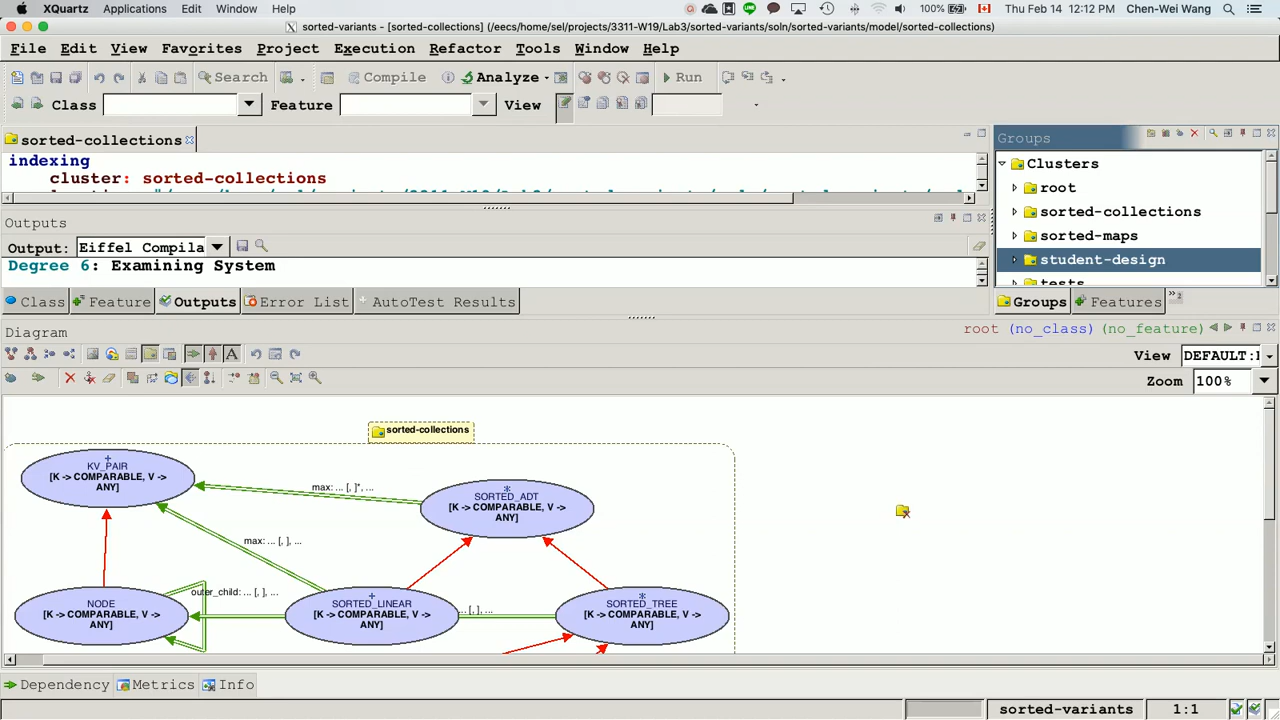 XQuartz Applications Edit Window Help 100% Thu Feb 14 12:12 PM Chen-Wei Wang
sorted-variants - [sorted-collections] (/eecs/home/sel/projects/3311-W19/Lab3/sorted-variants/soln/sorted-variants/model/sorted-collections)
File Edit View Favorites Project Execution Refactor Tools Window Help
Search Compile Analyze Run
Class Feature View
sorted-collections
indexing
cluster: sorted-collections
Outputs
Output: Eiffel Compila
Degree 6: Examining System
Class Feature Outputs Error List AutoTest Results
Groups
Clusters
root
sorted-collections
sorted-maps
student-design
tests
Groups Features 2
Diagram
root (no_class) (no_feature)
View DEFAULT:
Zoom 100%
sorted-collections
KV_PAIR
[K -> COMPARABLE, V ->
ANY]
max: ... [, ]*, ...
*
SORTED_ADT
[K -> COMPARABLE, V ->
ANY]
max: ... [, ], ...
outer_child: ... [, ], ...
NODE
[K -> COMPARABLE, V ->
ANY]
+
SORTED_LINEAR
[K -> COMPARABLE, V ->
ANY]
... [, ], ...
*
SORTED_TREE
[K -> COMPARABLE, V ->
ANY]
Dependency Metrics Info
sorted-variants 1:1